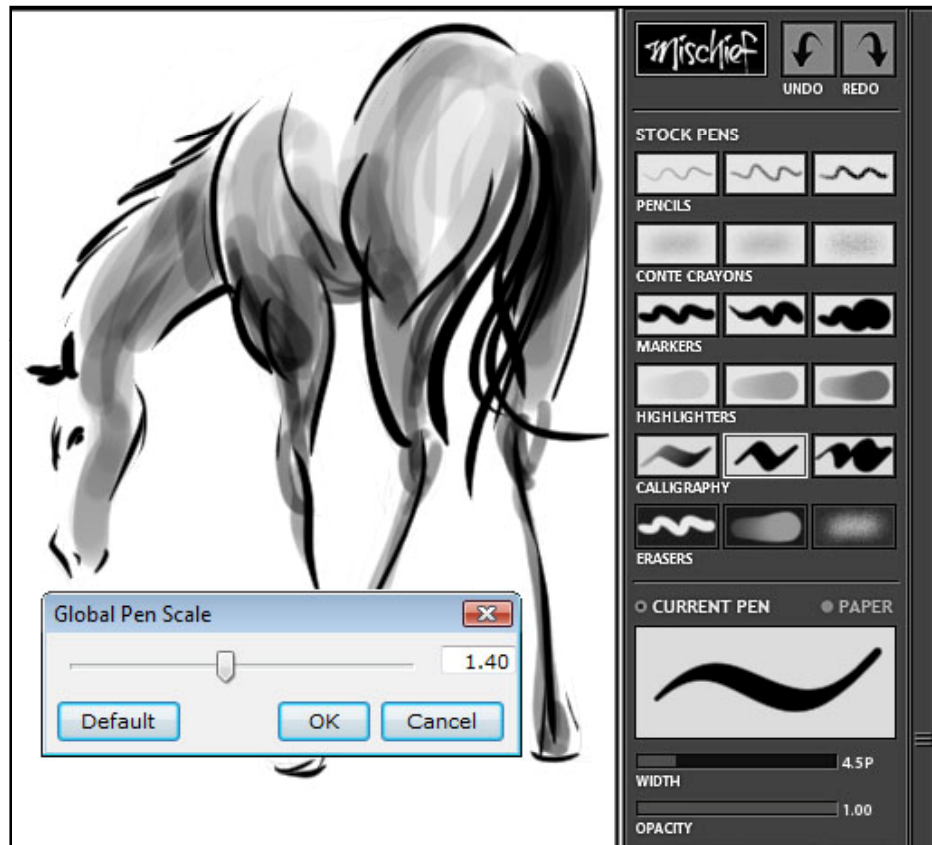 mischief
UNDO REDO
STOCK PENS
PENCILS
CONTE CRAYONS
MARKERS
HIGHLIGHTERS
CALLIGRAPHY
ERASERS
CURRENT PEN PAPER
4.5P
WIDTH
1.00
OPACITY
Global Pen Scale
1.40
Default OK Cancel